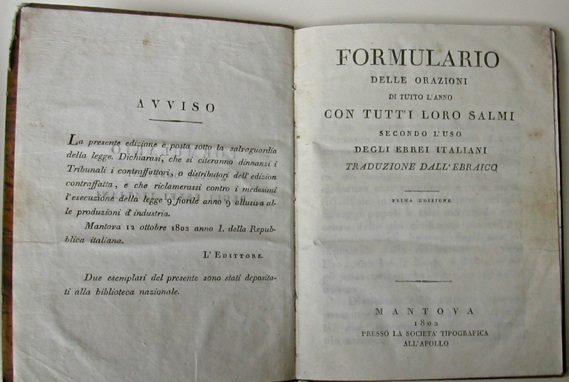 AVVISO
La presente edizione è posta sotto la salvaguardia
della legge. Dichiarasi, che si citeranno dinnanzi i
Tribunali i contraffattori, o distributori dell'edizion
contraffatta, e che riclamerassi contro i medesimi
l'esecuzione della legge 9 fiorile anno 9 allusiva al-
le produzioni d'industria.
Mantova 12 ottobre 1802 anno I. della Repub-
blica italiana.
L'EDITTORE.
Due esemplari del presente sono stati deposita-
ti alla biblioteca nazionale.
FORMULARIO
DELLE ORAZIONI
DI TUTTO L'ANNO
CON TUTTI LORO SALMI
SECONDO L'USO
DEGLI EBREI ITALIANI
TRADUZIONE DALL'EBRAICO
PRIMA EDIZIONE
MANTOVA
1802
PRESSO LA SOCIETA' TIPOGRAFICA
ALL'APOLLO